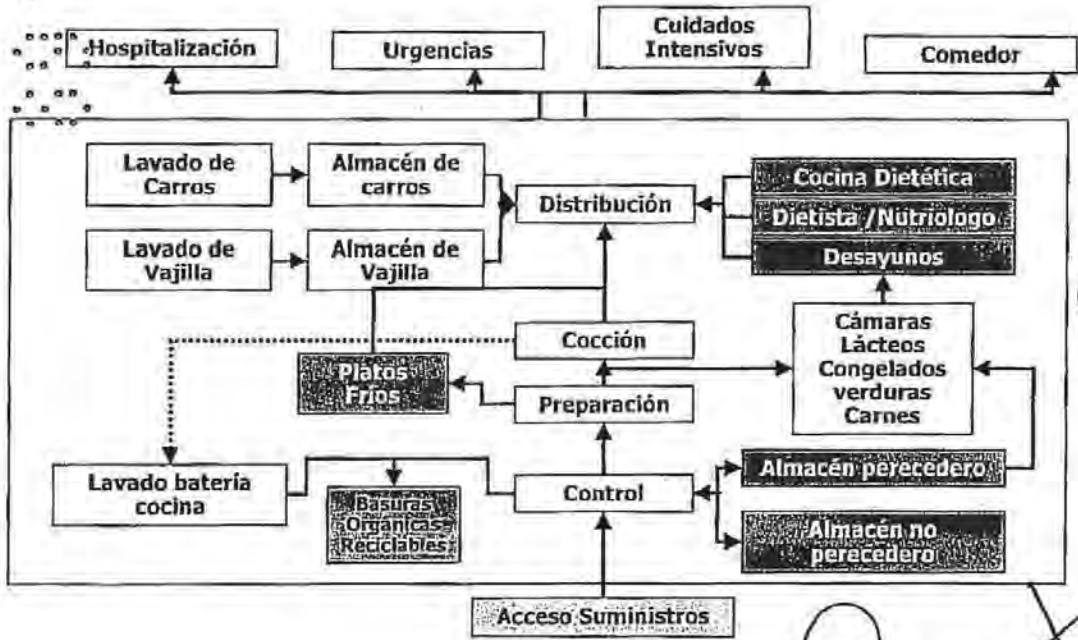 Hospitalización
Urgencias
Cuidados
Intensivos
Comedor
Lavado de
Carros
Almacén de
carros
Distribución
Cocina Dietética
Dietista /Nutriologo
Desayunos
Lavado de
Vajilla
Almacén de
Vajilla
Cocción
Cámaras
Lácteos
Congelados
verduras
Carnes
Platos
Fríos
Preparación
Lavado batería
cocina
Basuras
Organicas
Reciclables
Control
Almacén perecedero
Almacén no
perecedero
Acceso Suministros